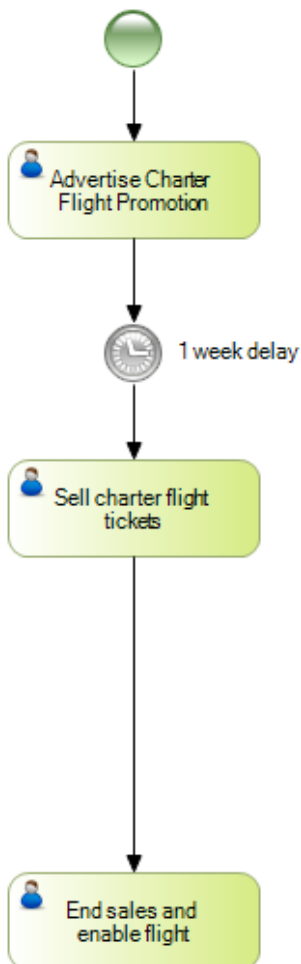 Advertise Charter
Flight Promotion
1 week delay
Sell charter flight
tickets
End sales and
enable flight